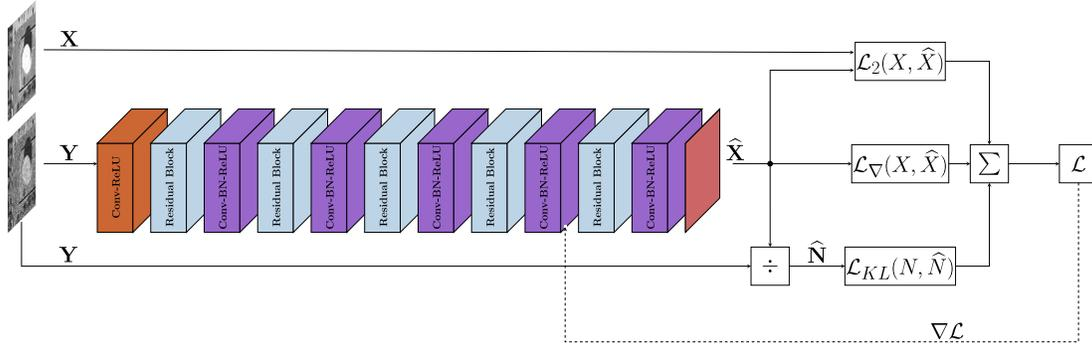 X
ℒ₂(X, X̂)
Y
Conv-ReLU
Residual Block
Conv-BN-ReLU
Residual Block
Conv-BN-ReLU
Residual Block
Conv-BN-ReLU
Residual Block
Conv-BN-ReLU
Residual Block
Conv-BN-ReLU
X̂
ℒ∇(X, X̂)
∑
ℒ
Y
÷
N̂
ℒ_KL(N, N̂)
∇ℒ